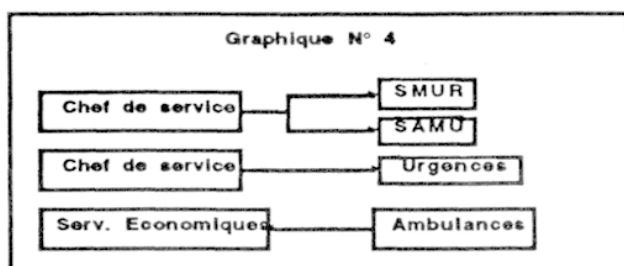 Graphique N° 4
SMUR
Chef de service
SAMU
Chef de service
Urgences
Serv. Economiques
Ambulances